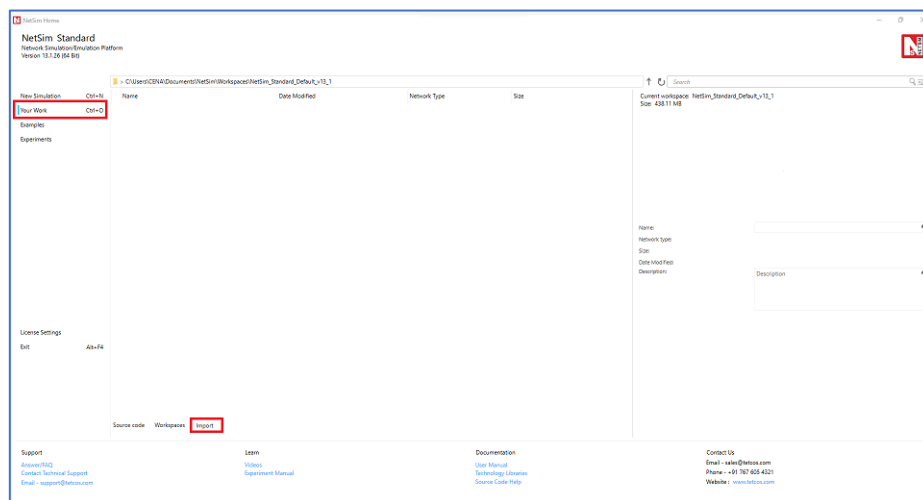 NetSim Home
NetSim Standard
Network Simulation/Emulation Platform
Version 13.1.26 (64 Bit)
NETSIM
> C:\Users\CENA\Documents\NetSim\Workspaces\NetSim_Standard_Default_v13_1
Search
New Simulation Ctrl+N
Your Work Ctrl+O
Examples
Experiments
License Settings
Exit Alt+F4
Name Date Modified Network Type Size
Current workspace: NetSim_Standard_Default_v13_1
Size: 438.11 MB
Name:
Network type:
Size:
Date Modified:
Description: Description
Source code Workspaces Import
Support
Answer/FAQ
Contact Technical Support
Email - support@tetcos.com
Learn
Videos
Experiment Manual
Documentation
User Manual
Technology Libraries
Source Code Help
Contact Us
Email - sales@tetcos.com
Phone - +91 767 605 4321
Website : www.tetcos.com